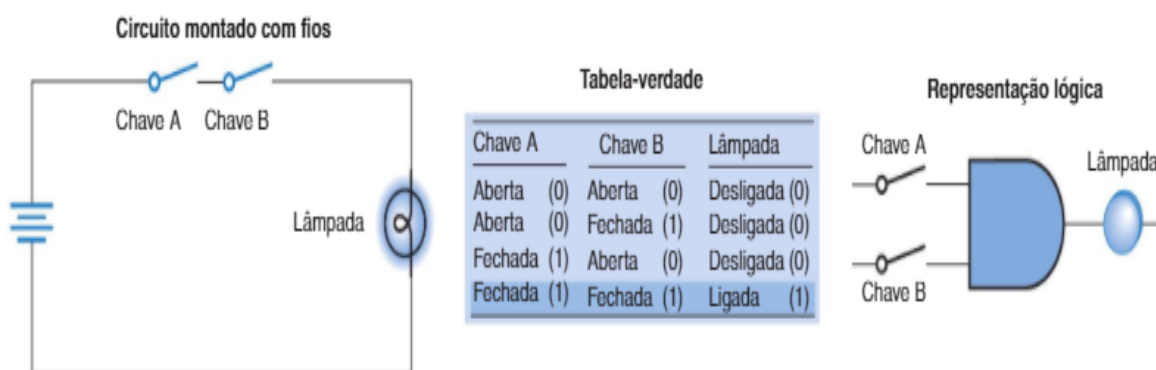 Circuito montado com fios
Chave A Chave B
Lâmpada
Tabela-verdade
Chave A Chave B Lâmpada
Aberta (0) Aberta (0) Desligada (0)
Aberta (0) Fechada (1) Desligada (0)
Fechada (1) Aberta (0) Desligada (0)
Fechada (1) Fechada (1) Ligada (1)
Representação lógica
Chave A
Lâmpada
Chave B